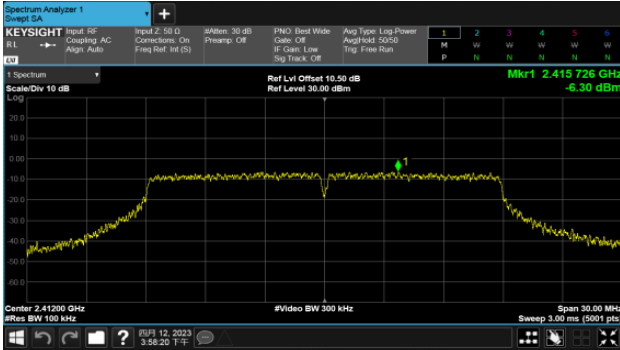 Spectrum Analyzer 1
Swept SA
KEYSIGHT
RL
Input: RF
Coupling: AC
Align: Auto
Input Z: 50 Ω
Corrections: On
Freq Ref: Int (S)
#Atten: 30 dB
Preamp: Off
PNO: Best Wide
Gate: Off
IF Gain: Low
Sig Track: Off
Avg Type: Log-Power
Avg|Hold: 50/50
Trig: Free Run
1 2 3 4 5 6
M W W W W W
P N N N N N
LXI
1 Spectrum
Scale/Div 10 dB
Log
Ref Lvl Offset 10.50 dB
Ref Level 30.00 dBm
Mkr1 2.415 726 GHz
-6.30 dBm
20.0
10.0
0.00
-10.0
-20.0
-30.0
-40.0
-50.0
-60.0
1
Center 2.41200 GHz
#Res BW 100 kHz
#Video BW 300 kHz
Span 30.00 MHz
Sweep 3.00 ms (5001 pts)
四月 12, 2023
3:58:20 下午